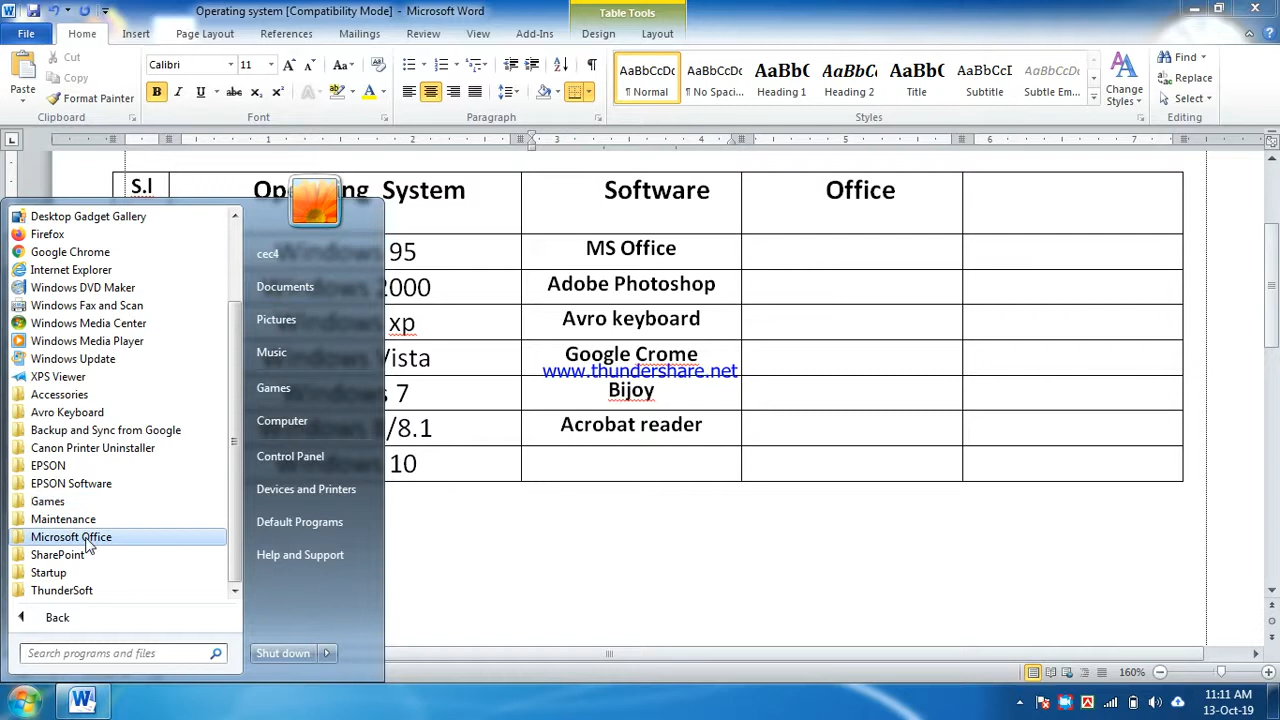 Operating system [Compatibility Mode] - Microsoft Word
Table Tools
File Home Insert Page Layout References Mailings Review View Add-Ins Design Layout
Paste
Cut
Copy
Format Painter
Clipboard
Calibri 11
Font
Paragraph
AaBbCcDc AaBbCcDc AaBbC AaBbCc AaBbC AaBbCcD AaBbCcD
¶ Normal ¶ No Spaci... Heading 1 Heading 2 Title Subtitle Subtle Em...
Styles
Change Styles
Find
Replace
Select
Editing
1 3 4 5 6 7
S.l System Software Office
95 MS Office
2000 Adobe Photoshop
xp Avro keyboard
Vista Google Crome
www.thundershare.net
7 Bijoy
/8.1 Acrobat reader
10
Desktop Gadget Gallery
Firefox
Google Chrome
Internet Explorer
Windows DVD Maker
Windows Fax and Scan
Windows Media Center
Windows Media Player
Windows Update
XPS Viewer
Accessories
Avro Keyboard
Backup and Sync from Google
Canon Printer Uninstaller
EPSON
EPSON Software
Games
Maintenance
Microsoft Office
SharePoint
Startup
ThunderSoft
Back
Search programs and files
cec4
Documents
Pictures
Music
Games
Computer
Control Panel
Devices and Printers
Default Programs
Help and Support
Shut down
160%
11:11 AM
13-Oct-19